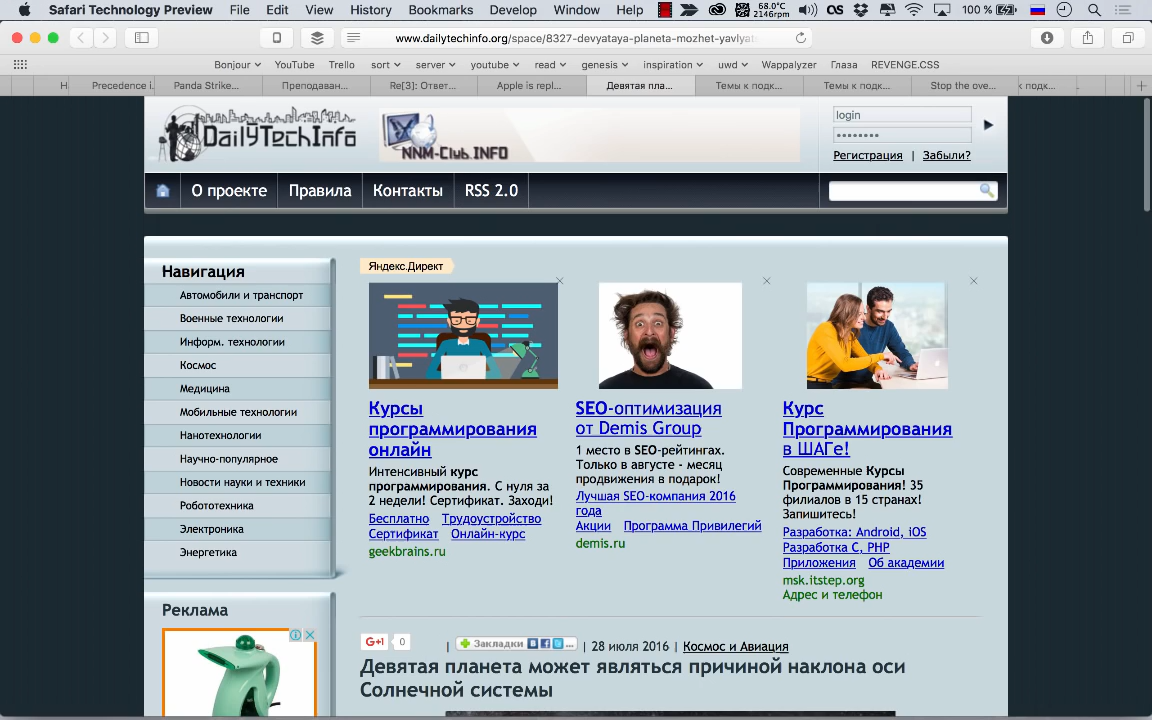 Safari Technology Preview File Edit View History Bookmarks Develop Window Help 68.0°C 2146rpm 100 %
www.dailytechinfo.org/space/8327-devyataya-planeta-mozhet-yavlyat
Bonjour YouTube Trello sort server youtube read genesis inspiration uwd Wappalyzer Глаза REVENGE.CSS
H Precedence i. Panda Strike... Преподаван... Re[3]: Ответ... Apple is repl... Девятая пла... Темы к подк... Темы к подк... Stop the ove... к подк...
DailyTechInfo
NNM-Club.INFO
login
Регистрация | Забыли?
О проекте Правила Контакты RSS 2.0
Навигация
Автомобили и транспорт
Военные технологии
Информ. технологии
Космос
Медицина
Мобильные технологии
Нанотехнологии
Научно-популярное
Новости науки и техники
Робототехника
Электроника
Энергетика
Реклама
Яндекс.Директ
Курсы
программирования
онлайн
Интенсивный курс
программирования. С нуля за
2 недели! Сертификат. Заходи!
Бесплатно Трудоустройство
Сертификат Онлайн-курс
geekbrains.ru
SEO-оптимизация
от Demis Group
1 место в SEO-рейтингах.
Только в августе - месяц
продвижения в подарок!
Лучшая SEO-компания 2016
года
Акции Программа Привилегий
demis.ru
Курс
Программирования
в ШАГе!
Современные Курсы
Программирования! 35
филиалов в 15 странах!
Запишитесь!
Разработка: Android, iOS
Разработка C, PHP
Приложения Об академии
msk.itstep.org
Адрес и телефон
G+1 0 | Закладки ... | 28 июля 2016 | Космос и Авиация
Девятая планета может являться причиной наклона оси
Солнечной системы